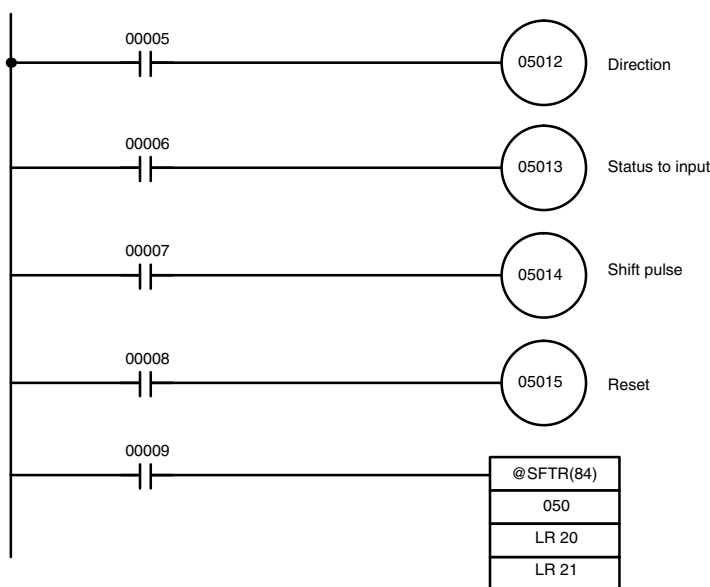 00005
05012 Direction
00006
05013 Status to input
00007
05014 Shift pulse
00008
05015 Reset
00009
@SFTR(84)
050
LR 20
LR 21